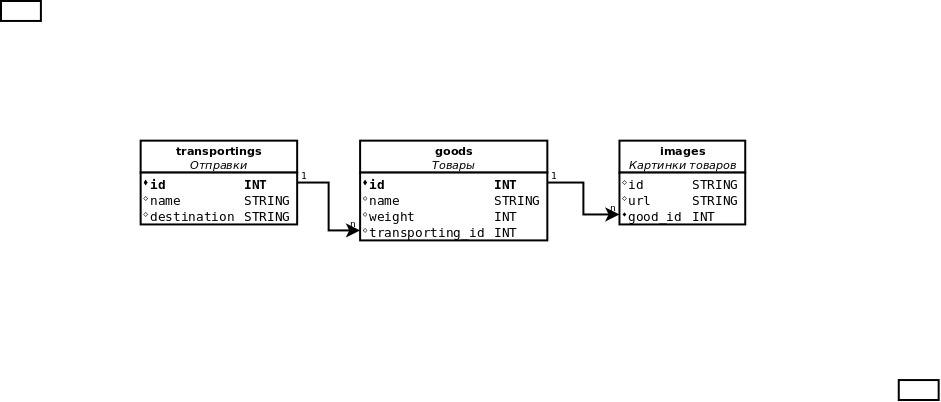 transportings
Отправки
id INT
name STRING
destination STRING
1
n
goods
Товары
id INT
name STRING
weight INT
transporting_id INT
1
n
images
Картинки товаров
id STRING
url STRING
good_id INT